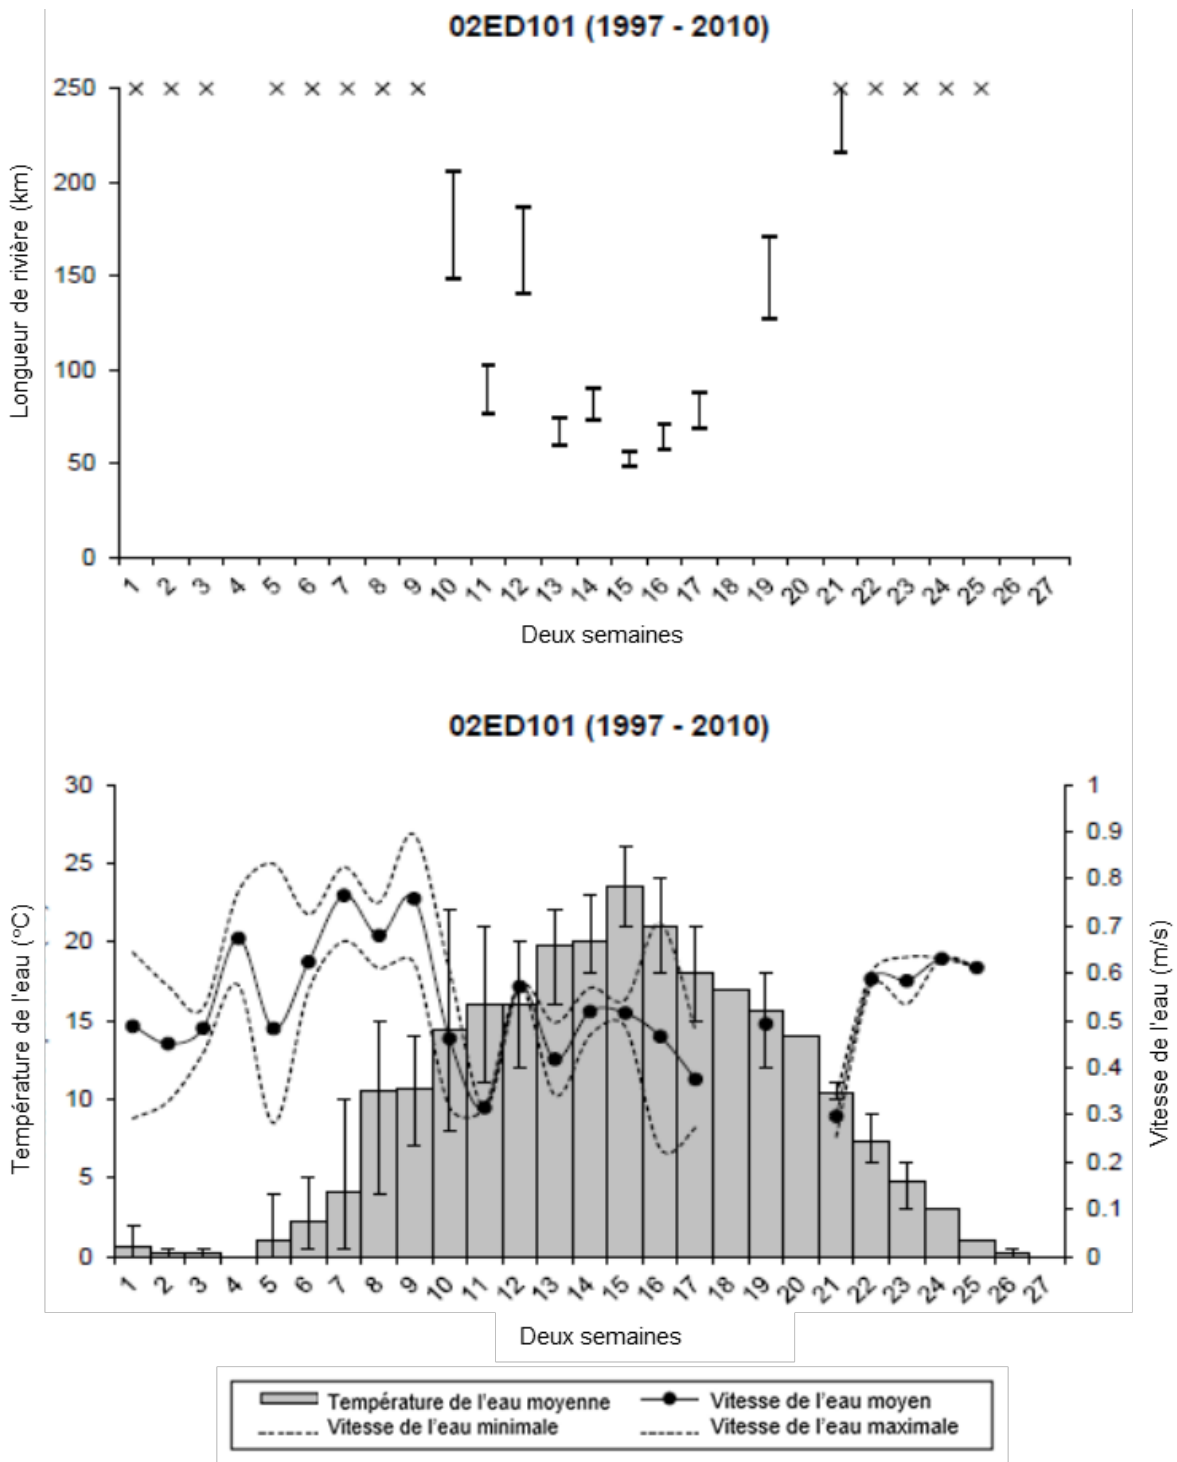 02ED101 (1997 - 2010)
Longueur de rivière (km)
250
200
150
100
50
0
1 2 3 4 5 6 7 8 9 10 11 12 13 14 15 16 17 18 19 20 21 22 23 24 25 26 27
Deux semaines
02ED101 (1997 - 2010)
Température de l'eau (°C)
30
25
20
15
10
5
0
1
0.9
0.8
0.7
0.6
0.5
0.4
0.3
0.2
0.1
0
Vitesse de l'eau (m/s)
1 2 3 4 5 6 7 8 9 10 11 12 13 14 15 16 17 18 19 20 21 22 23 24 25 26 27
Deux semaines
Température de l'eau moyenne
Vitesse de l'eau moyen
Vitesse de l'eau minimale
Vitesse de l'eau maximale